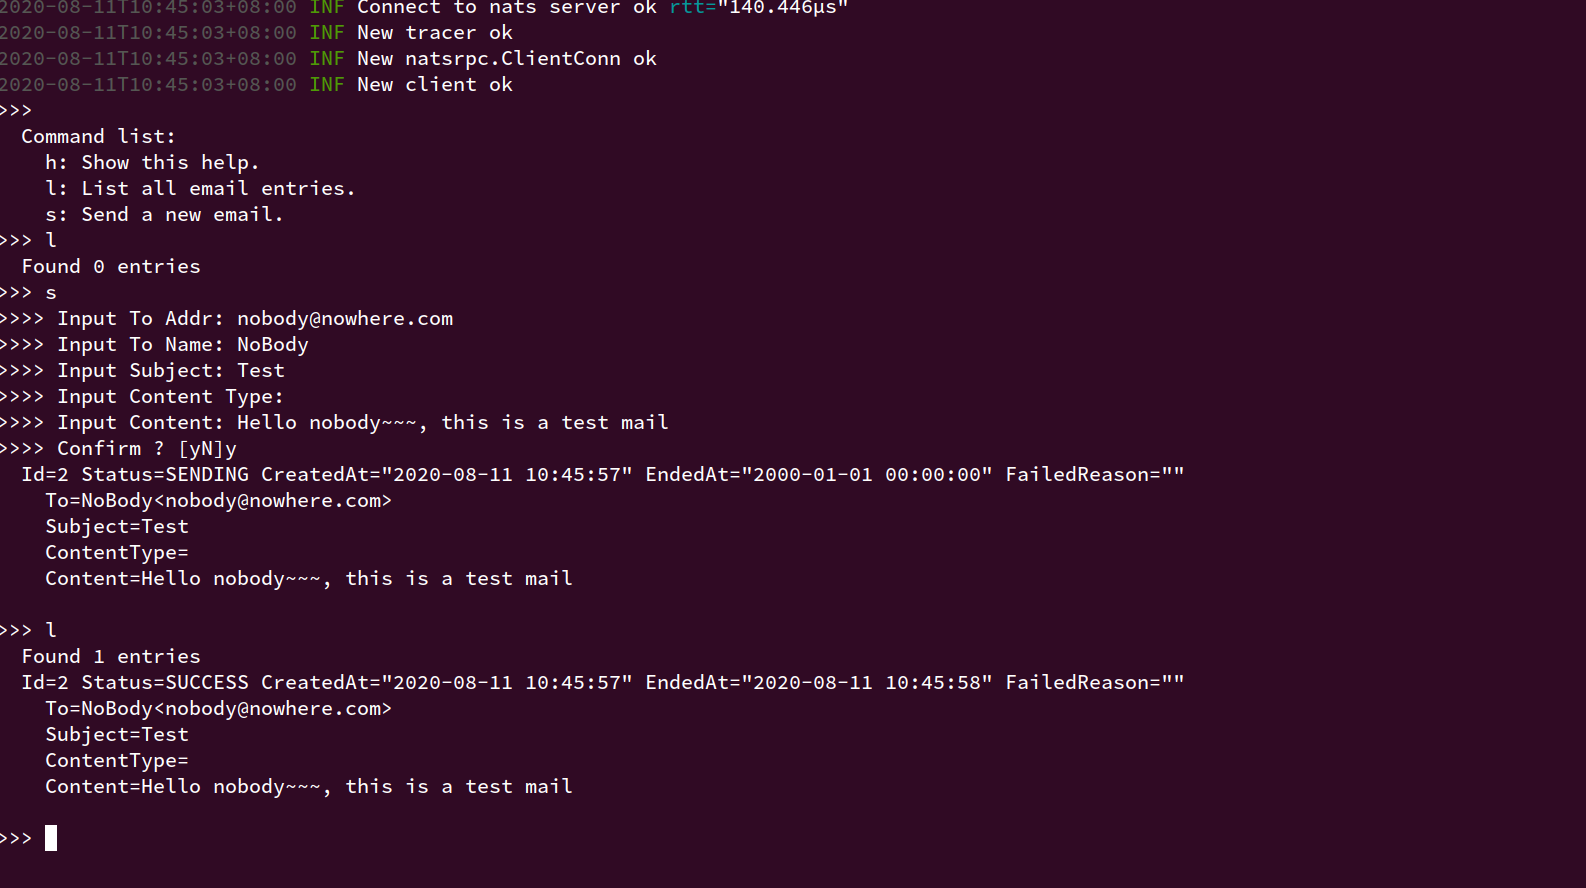 2020-08-11T10:45:03+08:00 INF Connect to nats server ok rtt="140.446µs"
2020-08-11T10:45:03+08:00 INF New tracer ok
2020-08-11T10:45:03+08:00 INF New natsrpc.ClientConn ok
2020-08-11T10:45:03+08:00 INF New client ok
>>>
  Command list:
    h: Show this help.
    l: List all email entries.
    s: Send a new email.
>>> l
  Found 0 entries
>>> s
>>>> Input To Addr: nobody@nowhere.com
>>>> Input To Name: NoBody
>>>> Input Subject: Test
>>>> Input Content Type:
>>>> Input Content: Hello nobody~~~, this is a test mail
>>>> Confirm ? [yN]y
  Id=2 Status=SENDING CreatedAt="2020-08-11 10:45:57" EndedAt="2000-01-01 00:00:00" FailedReason=""
    To=NoBody<nobody@nowhere.com>
    Subject=Test
    ContentType=
    Content=Hello nobody~~~, this is a test mail

>>> l
  Found 1 entries
  Id=2 Status=SUCCESS CreatedAt="2020-08-11 10:45:57" EndedAt="2020-08-11 10:45:58" FailedReason=""
    To=NoBody<nobody@nowhere.com>
    Subject=Test
    ContentType=
    Content=Hello nobody~~~, this is a test mail

>>>